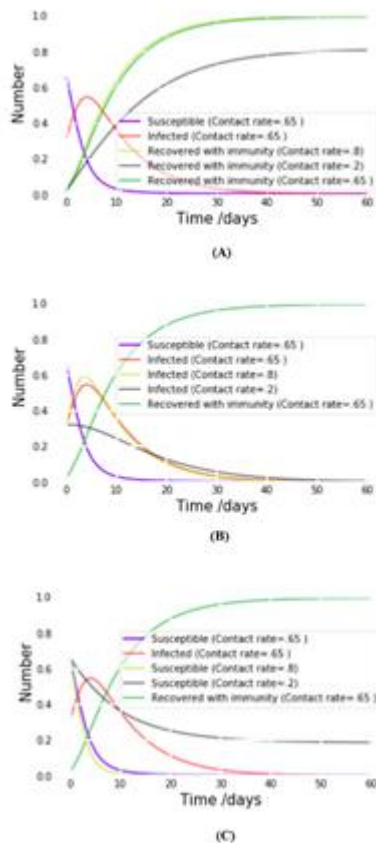 1.0
0.8
Number
0.6
0.4
0.2
0.0
Susceptible (Contact rate=.65 )
Infected (Contact rate=.65 )
Recovered with immunity (Contact rate=.8)
Recovered with immunity (Contact rate=.2)
Recovered with immunity (Contact rate=.65)
0 10 20 30 40 50 60
Time /days
(A)
1.0
0.8
Number
0.6
0.4
0.2
0.0
Susceptible (Contact rate=.65 )
Infected (Contact rate=.65 )
Infected (Contact rate=.8)
Infected (Contact rate=.2)
Recovered with immunity (Contact rate=.65)
0 10 20 30 40 50 60
Time /days
(B)
1.0
0.8
Number
0.6
0.4
0.2
0.0
Susceptible (Contact rate=.65 )
Infected (Contact rate=.65 )
Susceptible (Contact rate=.8)
Susceptible (Contact rate=.2)
Recovered with immunity (Contact rate=.65)
0 10 20 30 40 50 60
Time /days
(C)